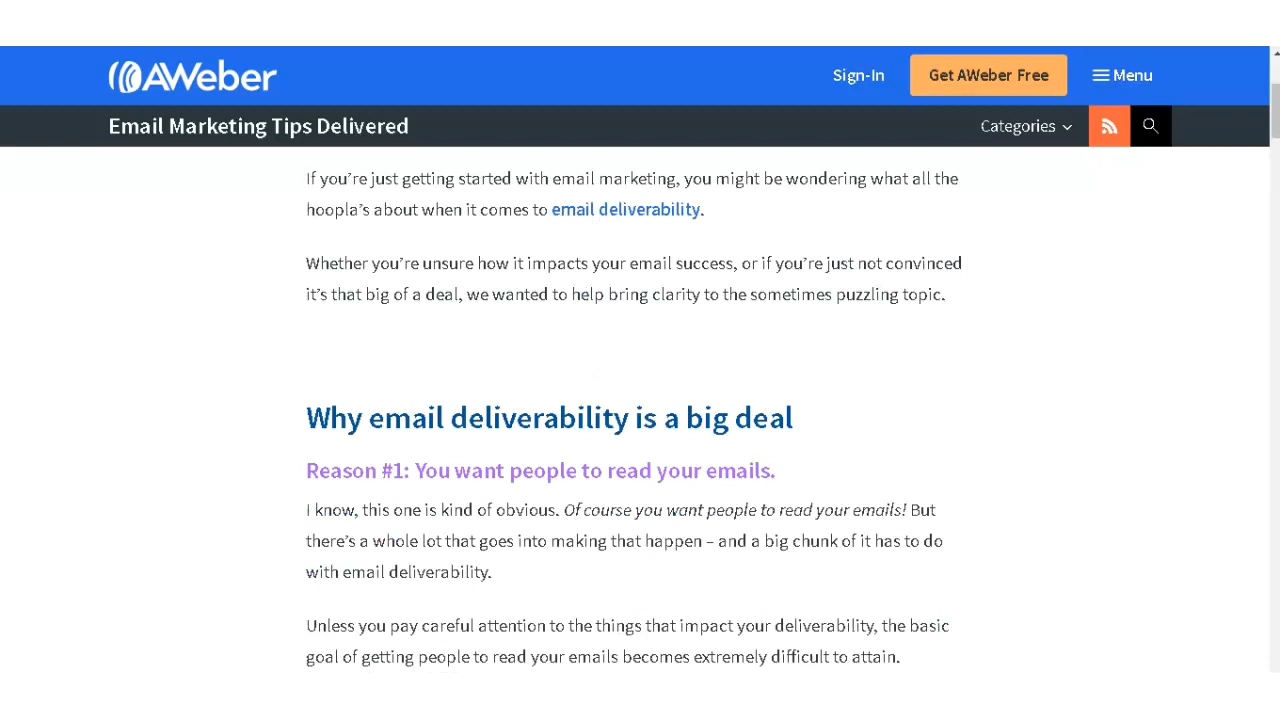 AWeber
Sign-In
Get AWeber Free
Menu
Email Marketing Tips Delivered
Categories
If you’re just getting started with email marketing, you might be wondering what all the
hoopla’s about when it comes to email deliverability.
Whether you’re unsure how it impacts your email success, or if you’re just not convinced
it’s that big of a deal, we wanted to help bring clarity to the sometimes puzzling topic.
Why email deliverability is a big deal
Reason #1: You want people to read your emails.
I know, this one is kind of obvious. Of course you want people to read your emails! But
there’s a whole lot that goes into making that happen – and a big chunk of it has to do
with email deliverability.
Unless you pay careful attention to the things that impact your deliverability, the basic
goal of getting people to read your emails becomes extremely difficult to attain.